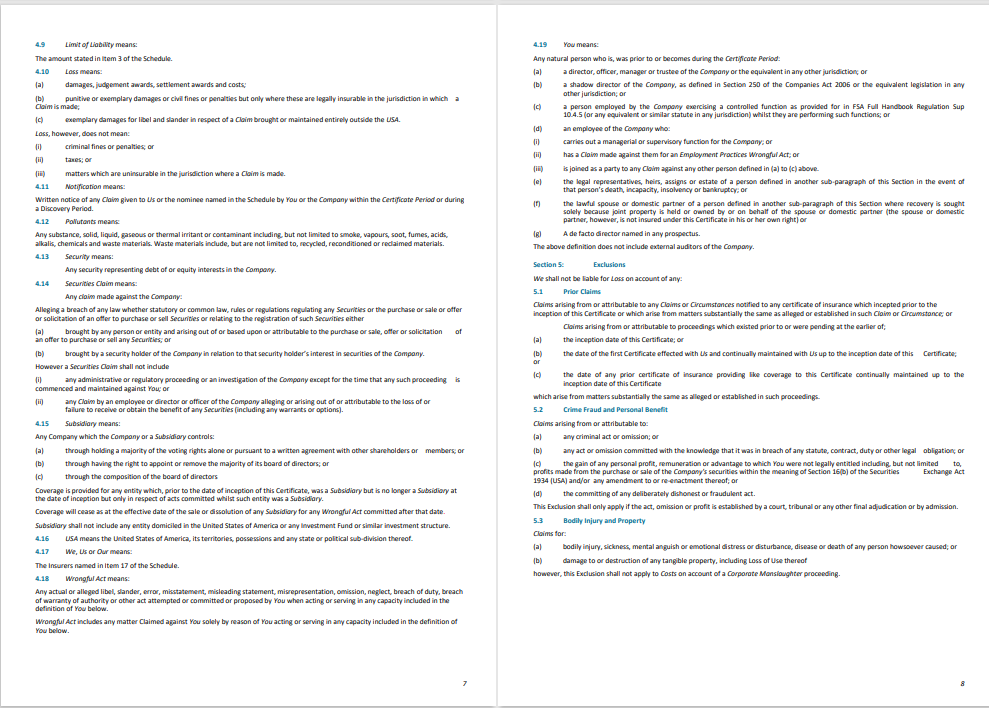 4.9 Limit of Liability means:
The amount stated in Item 3 of the Schedule.
4.10 Loss means:
(a) damages, judgement awards, settlement awards and costs;
(b) punitive or exemplary damages or civil fines or penalties but only where these are legally insurable in the jurisdiction in which a
Claim is made;
(c) exemplary damages for libel and slander in respect of a Claim brought or maintained entirely outside the USA.
Loss, however, does not mean:
(i) criminal fines or penalties; or
(ii) taxes; or
(iii) matters which are uninsurable in the jurisdiction where a Claim is made.
4.11 Notification means:
Written notice of any Claim given to Us or the nominee named in the Schedule by You or the Company within the Certificate Period or during
a Discovery Period.
4.12 Pollutants means:
Any substance, solid, liquid, gaseous or thermal irritant or contaminant including, but not limited to smoke, vapours, soot, fumes, acids,
alkalis, chemicals and waste materials. Waste materials include, but are not limited to, recycled, reconditioned or reclaimed materials.
4.13 Security means:
Any security representing debt of or equity interests in the Company.
4.14 Securities Claim means:
Any claim made against the Company:
Alleging a breach of any law whether statutory or common law, rules or regulations regulating any Securities or the purchase or sale or offer
or solicitation of an offer to purchase or sell Securities or relating to the registration of such Securities either
(a) brought by any person or entity and arising out of or based upon or attributable to the purchase or sale, offer or solicitation of
an offer to purchase or sell any Securities; or
(b) brought by a security holder of the Company in relation to that security holder's interest in securities of the Company.
However a Securities Claim shall not include
(i) any administrative or regulatory proceeding or an investigation of the Company except for the time that any such proceeding is
commenced and maintained against You; or
(ii) any Claim by an employee or director or officer of the Company alleging or arising out of or attributable to the loss of or
failure to receive or obtain the benefit of any Securities (including any warrants or options).
4.15 Subsidiary means:
Any Company which the Company or a Subsidiary controls:
(a) through holding a majority of the voting rights alone or pursuant to a written agreement with other shareholders or members; or
(b) through having the right to appoint or remove the majority of its board of directors; or
(c) through the composition of the board of directors
Coverage is provided for any entity which, prior to the date of inception of this Certificate, was a Subsidiary but is no longer a Subsidiary at
the date of inception but only in respect of acts committed whilst such entity was a Subsidiary.
Coverage will cease as at the effective date of the sale or dissolution of any Subsidiary for any Wrongful Act committed after that date.
Subsidiary shall not include any entity domiciled in the United States of America or any Investment Fund or similar investment structure.
4.16 USA means the United States of America, its territories, possessions and any state or political sub-division thereof.
4.17 We, Us or Our means:
The Insurers named in Item 17 of the Schedule.
4.18 Wrongful Act means:
Any actual or alleged libel, slander, error, misstatement, misleading statement, misrepresentation, omission, neglect, breach of duty, breach
of warranty of authority or other act attempted or committed or proposed by You when acting or serving in any capacity included in the
definition of You below.
Wrongful Act includes any matter Claimed against You solely by reason of You acting or serving in any capacity included in the definition of
You below.
7
4.19 You means:
Any natural person who is, was prior to or becomes during the Certificate Period:
(a) a director, officer, manager or trustee of the Company or the equivalent in any other jurisdiction; or
(b) a shadow director of the Company, as defined in Section 250 of the Companies Act 2006 or the equivalent legislation in any
other jurisdiction; or
(c) a person employed by the Company exercising a controlled function as provided for in FSA Full Handbook Regulation Sup
10.4.5 (or any equivalent or similar statute in any jurisdiction) whilst they are performing such functions; or
(d) an employee of the Company who:
(i) carries out a managerial or supervisory function for the Company; or
(ii) has a Claim made against them for an Employment Practices Wrongful Act; or
(iii) is joined as a party to any Claim against any other person defined in (a) to (c) above.
(e) the legal representatives, heirs, assigns or estate of a person defined in another sub-paragraph of this Section in the event of
that person's death, incapacity, insolvency or bankruptcy; or
(f) the lawful spouse or domestic partner of a person defined in another sub-paragraph of this Section where recovery is sought
solely because joint property is held or owned by or on behalf of the spouse or domestic partner (the spouse or domestic
partner, however, is not insured under this Certificate in his/her own right) or
(g) A de facto director named in any prospectus.
The above definition does not include external auditors of the Company.
Section 5: Exclusions
We shall not be liable for Loss on account of any:
5.1 Prior Claims
Claims arising from or attributable to any Claims or Circumstances notified to any certificate of insurance which incepted prior to the
inception of this Certificate or which arise from matters substantially the same as alleged or established in such Claim or Circumstance; or
Claims arising from or attributable to proceedings which existed prior to or were pending at the earlier of;
(a) the inception date of this Certificate; or
(b) the date of the first Certificate effected with Us and continually maintained with Us up to the inception date of this Certificate;
or
(c) the date of any prior certificate of insurance providing like coverage to this Certificate continually maintained up to the
inception date of this Certificate
which arise from matters substantially the same as alleged or established in such proceedings.
5.2 Crime Fraud and Personal Benefit
Claims arising from or attributable to:
(a) any criminal act or omission; or
(b) any act or omission committed with the knowledge that it was in breach of any statute, contract, duty or other legal obligation; or
(c) the gain of any personal profit, remuneration or advantage to which You were not legally entitled including, but not limited to,
profits made from the purchase or sale of the Company's securities within the meaning of Section 16(b) of the Securities Exchange Act
1934 (USA) and/or any amendment to or re-enactment thereof; or
(d) the committing of any deliberately dishonest or fraudulent act.
This Exclusion shall only apply if the act, omission or profit is established by a court, tribunal or any other final adjudication or by admission.
5.3 Bodily Injury and Property
Claims for:
(a) bodily injury, sickness, mental anguish or emotional distress or disturbance, disease or death of any person howsoever caused; or
(b) damage to or destruction of any tangible property, including Loss of Use thereof
however, this Exclusion shall not apply to Costs on account of a Corporate Manslaughter proceeding.
8